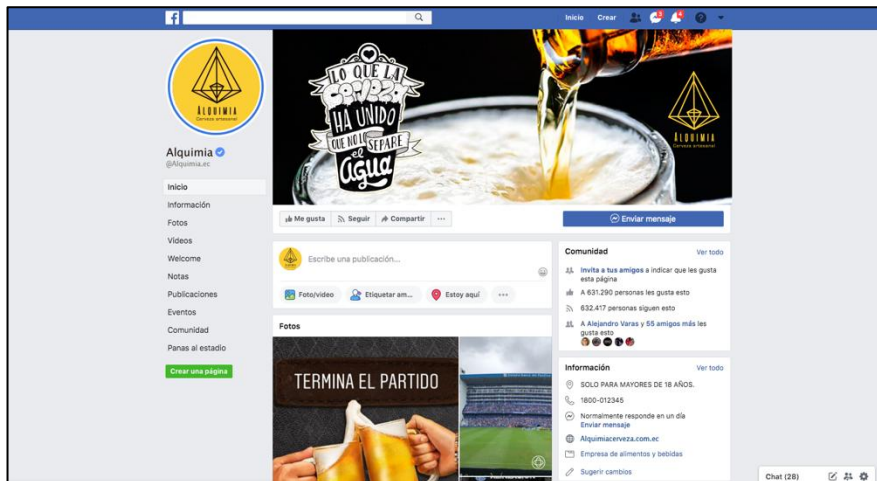 Inicio Crear
3 4
ALQUIMIA
Cerveza artesanal
Alquimia
@Alquimia.ec
Inicio
Información
Fotos
Videos
Welcome
Notas
Publicaciones
Eventos
Comunidad
Panas al estadio
Crear una página
LO QUE LA
Cerveza
HA UNIDO
QUE NO LO SEPARE
el
Agua
ALQUIMIA
Cerveza artesanal
Me gusta Seguir Compartir ...
Enviar mensaje
Escribe una publicación...
Foto/video Etiquetar am... Estoy aquí ...
Fotos
TERMINA EL PARTIDO
Comunidad Ver todo
Invita a tus amigos a indicar que les gusta
esta página
A 631.290 personas les gusta esto
632.417 personas siguen esto
A Alejandro Varas y 55 amigos más les
gusta esto
Información Ver todo
SOLO PARA MAYORES DE 18 AÑOS.
1800-012345
Normalmente responde en un día
Enviar mensaje
Alquimiacerveza.com.ec
Empresa de alimentos y bebidas
Sugerir cambios
Chat (28)